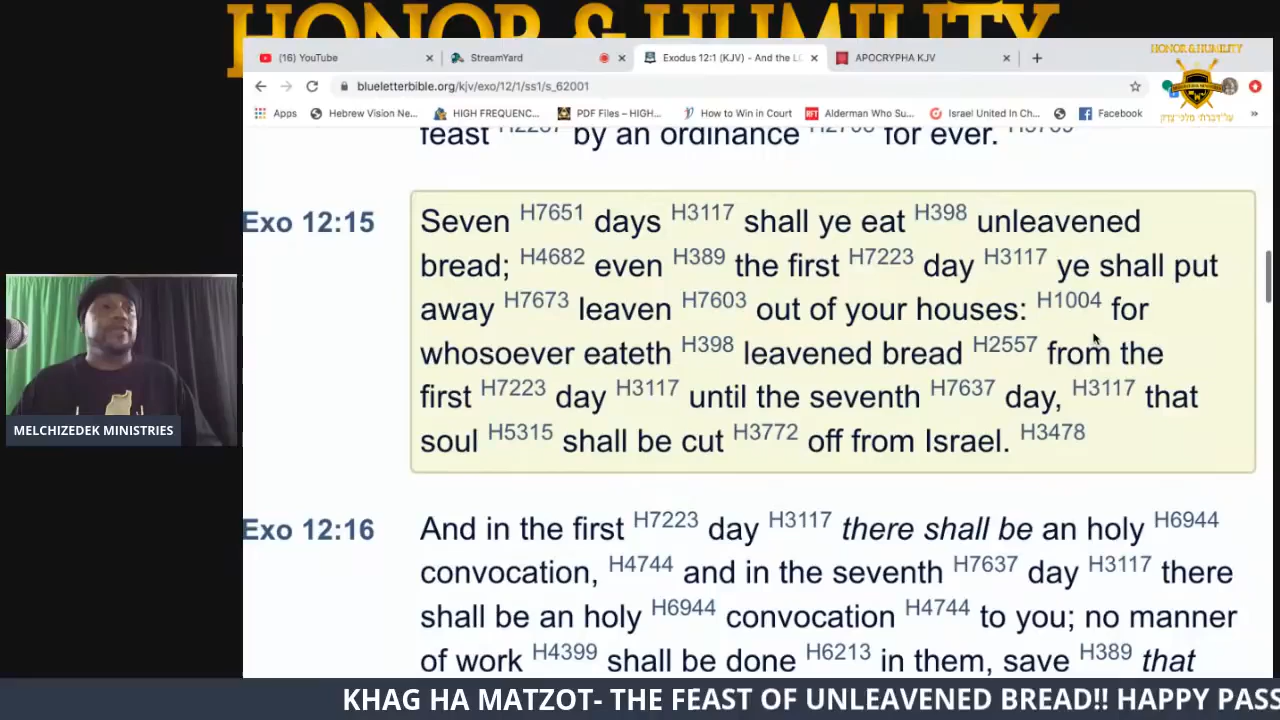 HONOR & HUMILITY
(16) YouTube
StreamYard
Exodus 12:1 (KJV) - And the LO
APOCRYPHA KJV
HONOR & HUMILITY
blueletterbible.org/kjv/exo/12/1/ss1/s_62001
Apps
Hebrew Vision Ne...
HIGH FREQUENC...
PDF Files – HIGH...
How to Win in Court
Alderman Who Su...
Israel United In Ch...
Facebook
»
feast H2287 by an ordinance H2708 for ever. H5769
Exo 12:15
Seven H7651 days H3117 shall ye eat H398 unleavened
bread; H4682 even H389 the first H7223 day H3117 ye shall put
away H7673 leaven H7603 out of your houses: H1004 for
whosoever eateth H398 leavened bread H2557 from the
first H7223 day H3117 until the seventh H7637 day, H3117 that
soul H5315 shall be cut H3772 off from Israel. H3478
Exo 12:16
And in the first H7223 day H3117 there shall be an holy H6944
convocation, H4744 and in the seventh H7637 day H3117 there
shall be an holy H6944 convocation H4744 to you; no manner
of work H4399 shall be done H6213 in them, save H389 that
MELCHIZEDEK MINISTRIES
KHAG HA MATZOT- THE FEAST OF UNLEAVENED BREAD!! HAPPY PASS